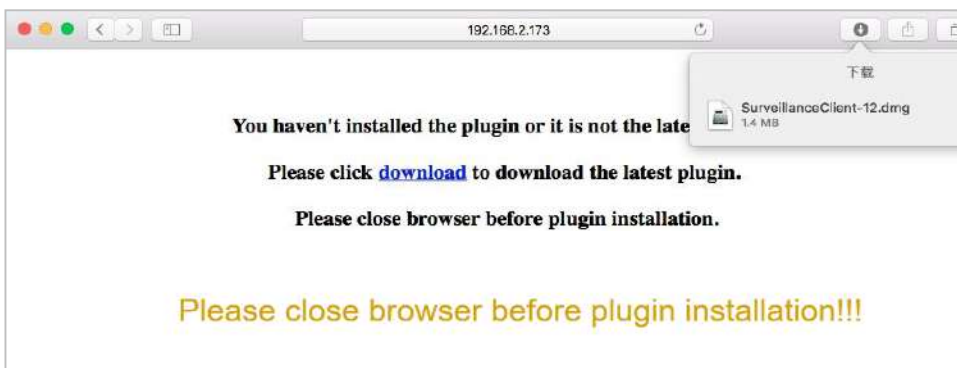 192.168.2.173
下载
SurveillanceClient-12.dmg
1.4 MB
You haven't installed the plugin or it is not the late
Please click download to download the latest plugin.
Please close browser before plugin installation.
Please close browser before plugin installation!!!